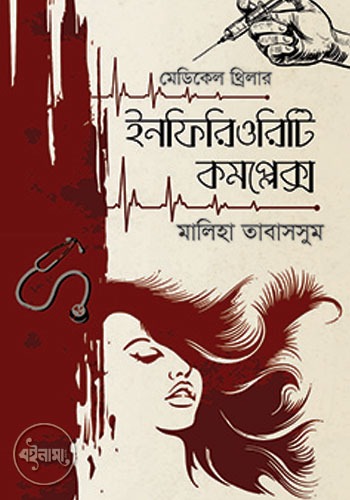 মেডিকেল থ্রিলার
ইনফিরিওরিটি
কমপ্লেক্স
মালিহা তাবাসসুম
বইনামা